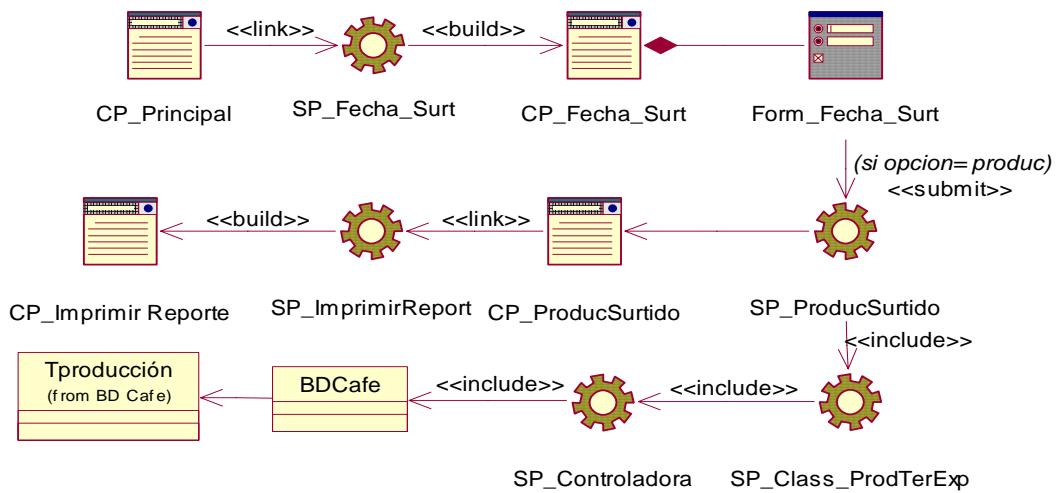 <<link>>
<<build>>
CP_Principal
SP_Fecha_Surt
CP_Fecha_Surt
Form_Fecha_Surt
(si opcion= produc)
<<submit>>
<<build>>
<<link>>
CP_Imprimir Reporte
SP_ImprimirReport
CP_ProducSurtido
SP_ProducSurtido
<<include>>
Tproducción
(from BD Cafe)
BDCafe
<<include>>
<<include>>
SP_Controladora
SP_Class_ProdTerExp